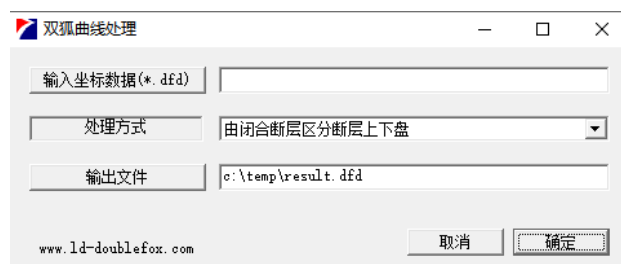 双狐曲线处理
输入坐标数据(*.dfd)
处理方式 由闭合断层区分断层上下盘
输出文件 c:\temp\result.dfd
www.ld-doublefox.com 取消 确定